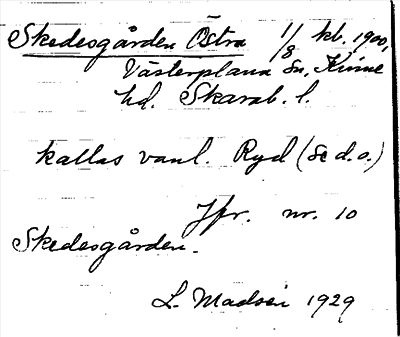 Skedesgården Östra 1/8 kb. 1900,
Västerplana sn, Kinne
hd. Skarab. l.
kallas vanl. Ryd (se d. o.)
Jfr. nr. 10
Skedesgården.
L. Madsén 1929